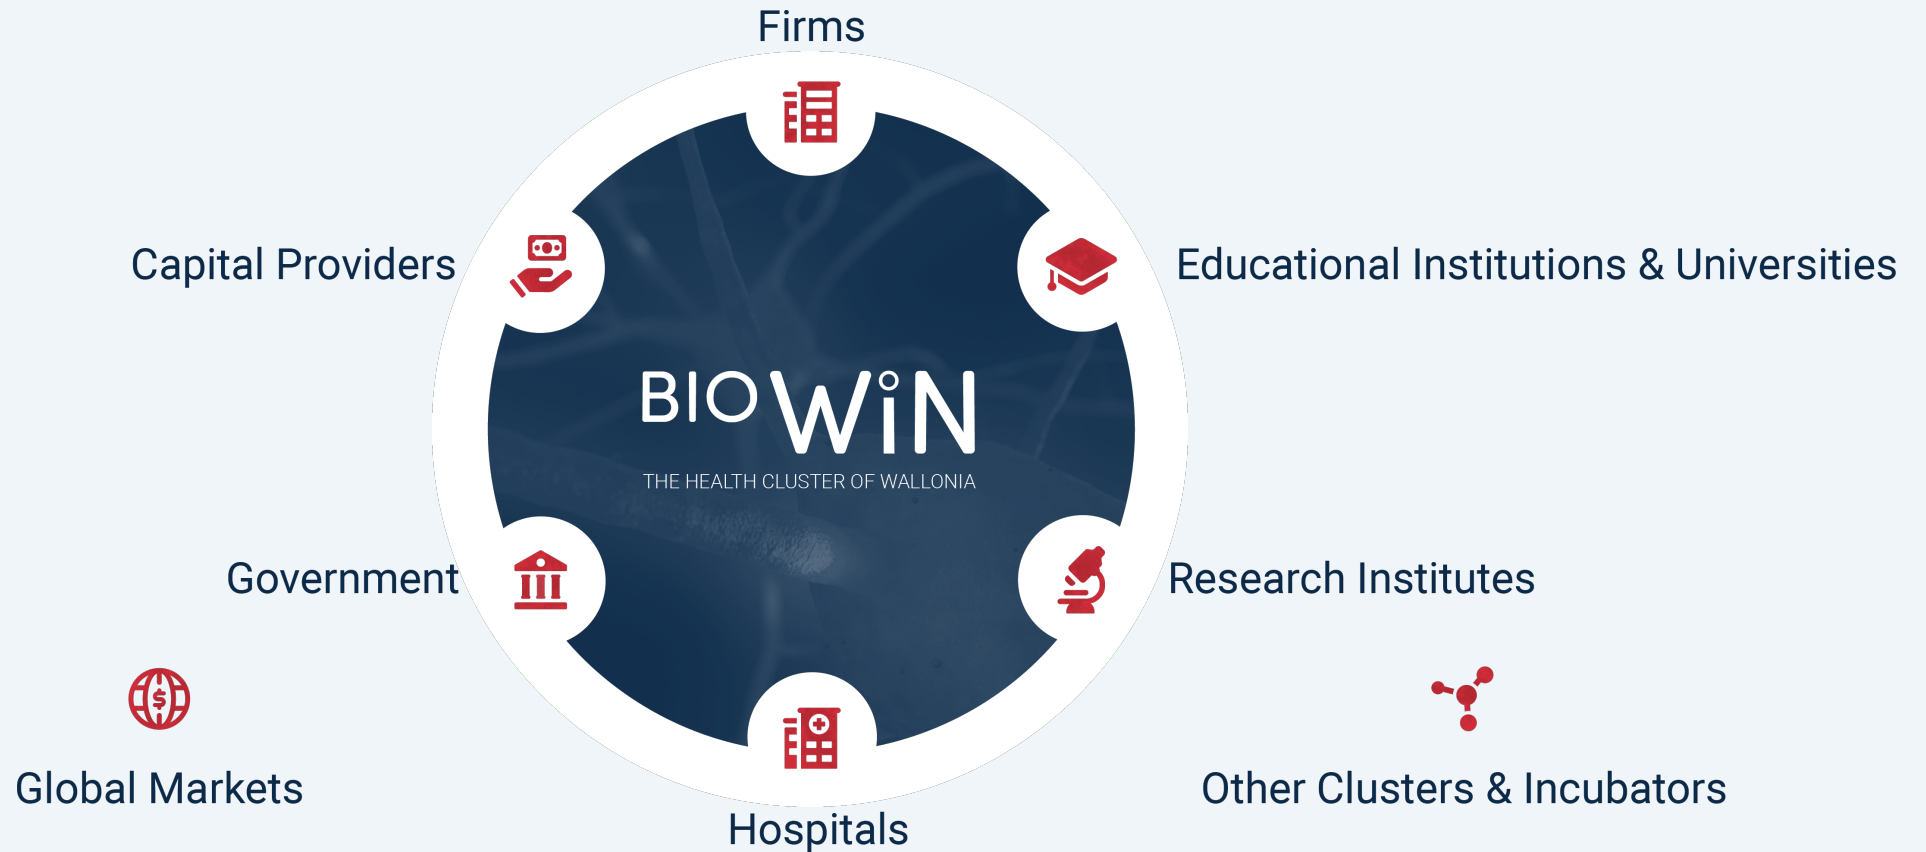 Firms
Capital Providers
Educational Institutions & Universities
BIOWiN
THE HEALTH CLUSTER OF WALLONIA
Government
Research Institutes
$
Global Markets
Other Clusters & Incubators
Hospitals